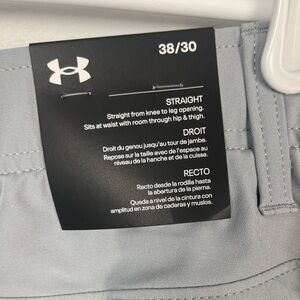 38/30
STRAIGHT
Straight from knee to leg opening.
Sits at waist with room through hip & thigh.
DROIT
Droit du genou jusqu'au tour de jambe.
Repose sur la taille avec de l'espace au
niveau de la hanche et de la cuisse.
RECTO
Recto desde la rodilla hasta
la abertura de la pierna.
Queda a nivel de la cintura con
amplitud en zona de caderas y muslos.